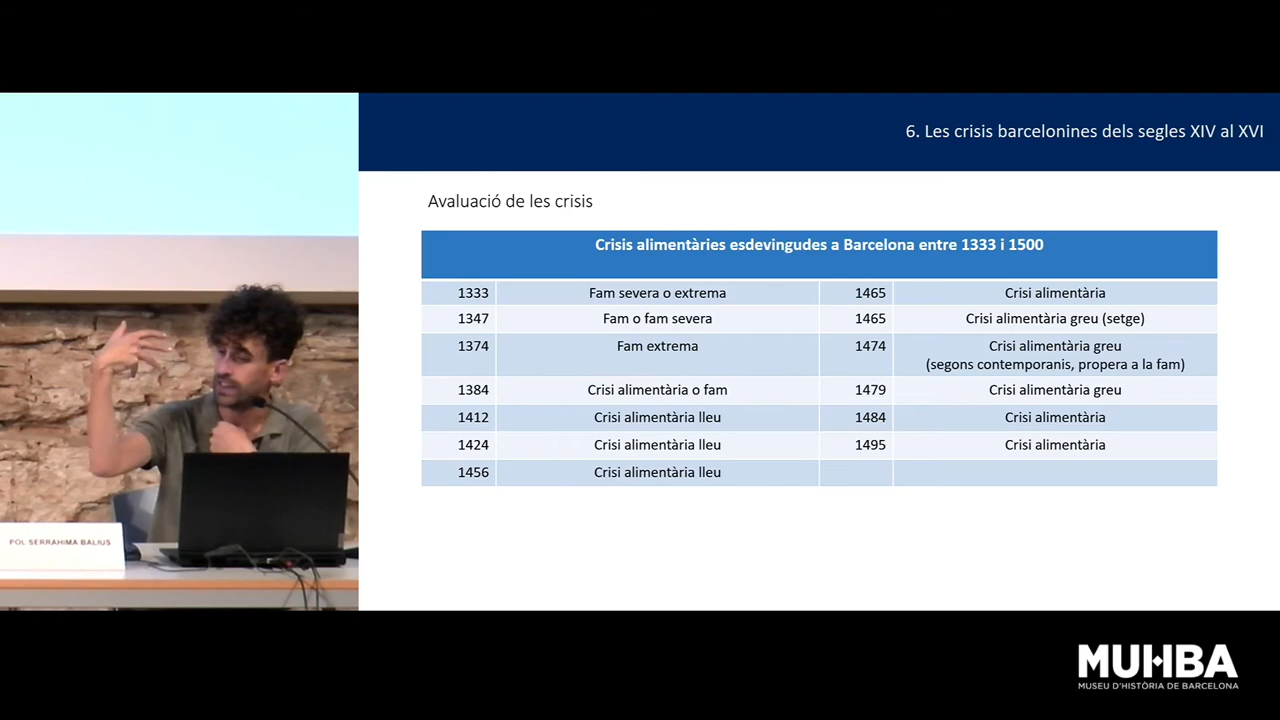 6. Les crisis barcelonines dels segles XIV al XVI
Avaluació de les crisis
Crisis alimentàries esdevingudes a Barcelona entre 1333 i 1500
1333 Fam severa o extrema 1465 Crisi alimentària
1347 Fam o fam severa 1465 Crisi alimentària greu (setge)
1374 Fam extrema 1474 Crisi alimentària greu
(segons contemporanis, propera a la fam)
1384 Crisi alimentària o fam 1479 Crisi alimentària greu
1412 Crisi alimentària lleu 1484 Crisi alimentària
1424 Crisi alimentària lleu 1495 Crisi alimentària
1456 Crisi alimentària lleu
POL SERRAHIMA BALIUS
MUHBA
MUSEU D'HISTÒRIA DE BARCELONA